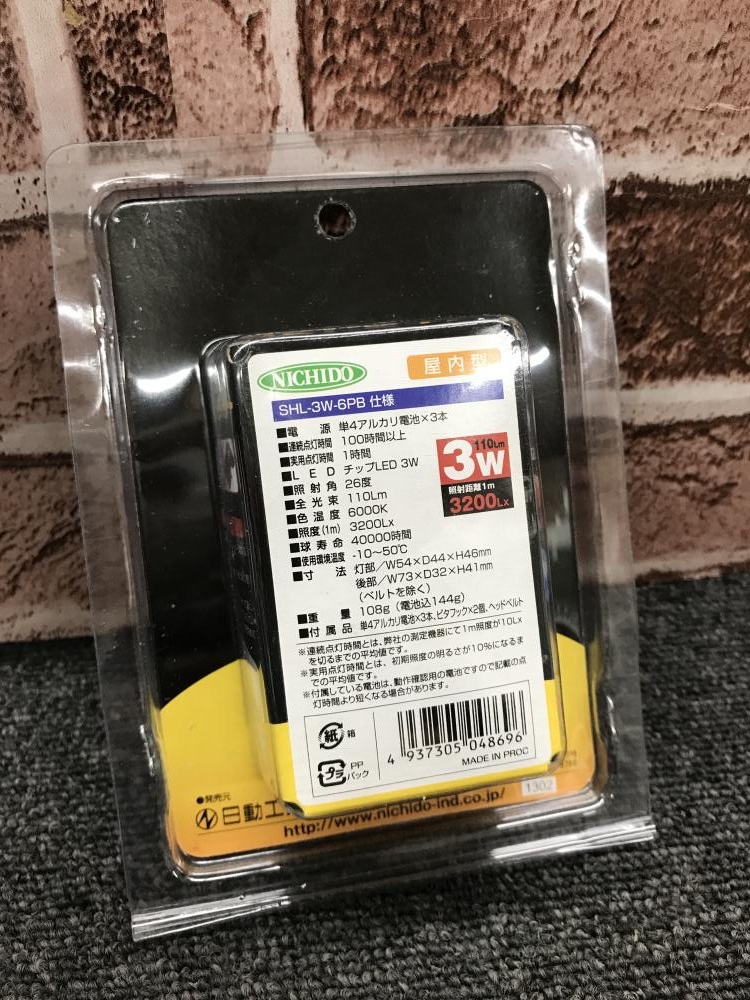 NICHIDO
屋内型
SHL-3W-6PB 仕様
■電源 単4アルカリ電池×3本
■連続点灯時間 100時間以上
■実用点灯時間 1時間
■LED チップLED 3W
■照射角 26度
■全光束 110Lm
■色温度 6000K
■照度(1m) 3200Lx
■球寿命 40000時間
■使用環境温度 -10~50℃
■寸法 灯部/W54×D44×H46mm
後部/W73×D32×H41mm
(ベルトを除く)
■重量 108g(電池込144g)
■付属品 単4アルカリ電池×3本、ピタフック×2個、ヘッドベルト
110Lm
3W
照射距離1m
3200Lx
※連続点灯時間とは、弊社の測定機器にて1m照度が10Lx
を切るまでの平均値です。
※実用点灯時間とは、初期照度の明るさが10%になるま
での平均値です。
※付属している電池は、動作確認用の電池ですので記載の点
灯時間より短くなる場合があります。
紙 箱
プラ PP
パック
4 937305 048696
MADE IN PROC
●発売元
日動工
http://www.nichido-ind.co.jp/
1302